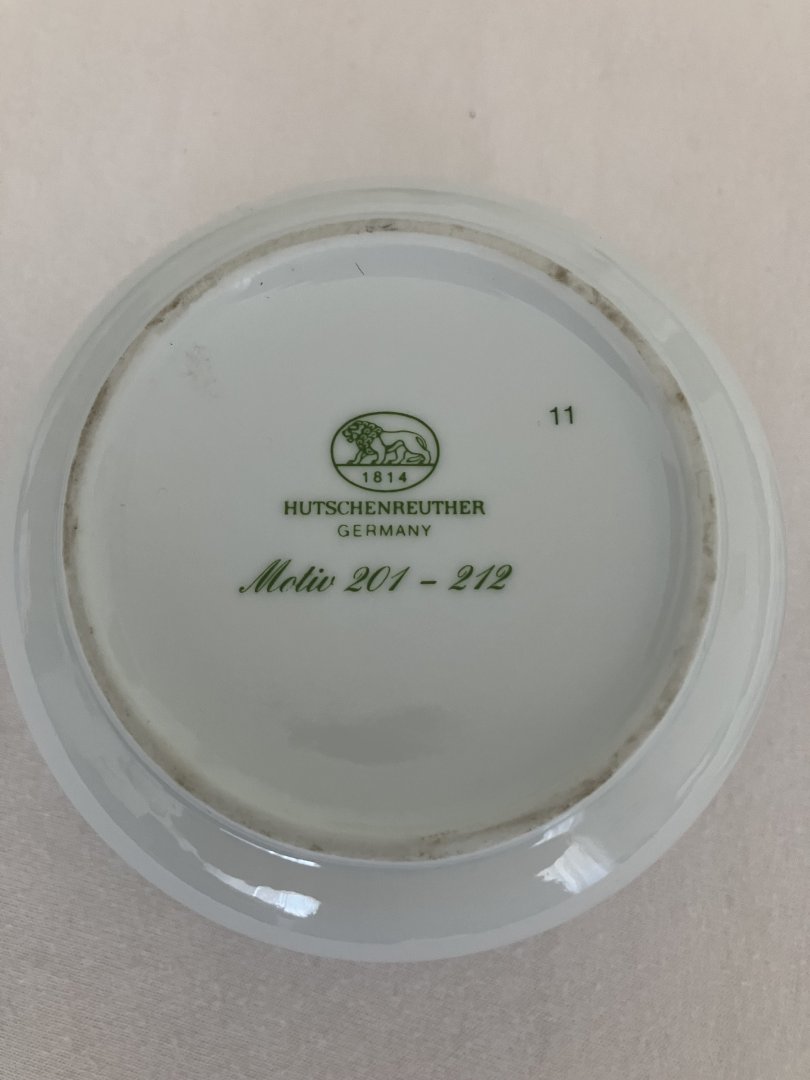 11
1814
HUTSCHENREUTHER
GERMANY
Motiv 201 - 212